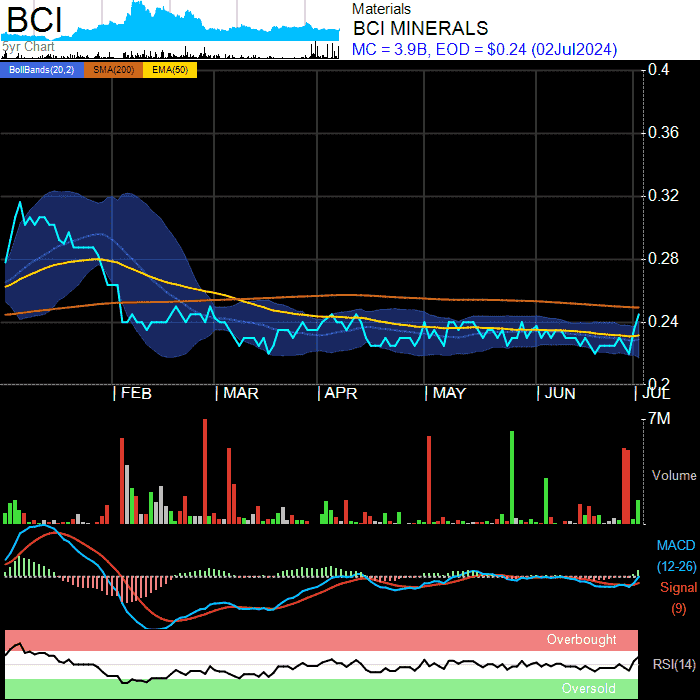 BCI
5yr Chart
Materials
BCI MINERALS
MC = 3.9B, EOD = $0.24 (02Jul2024)
BollBands(20,2) SMA(200) EMA(50)
0.4
0.36
0.32
0.28
0.24
0.2
FEB MAR APR MAY JUN JUL
7M
Volume
MACD
(12-26)
Signal
(9)
Overbought
RSI(14)
Oversold